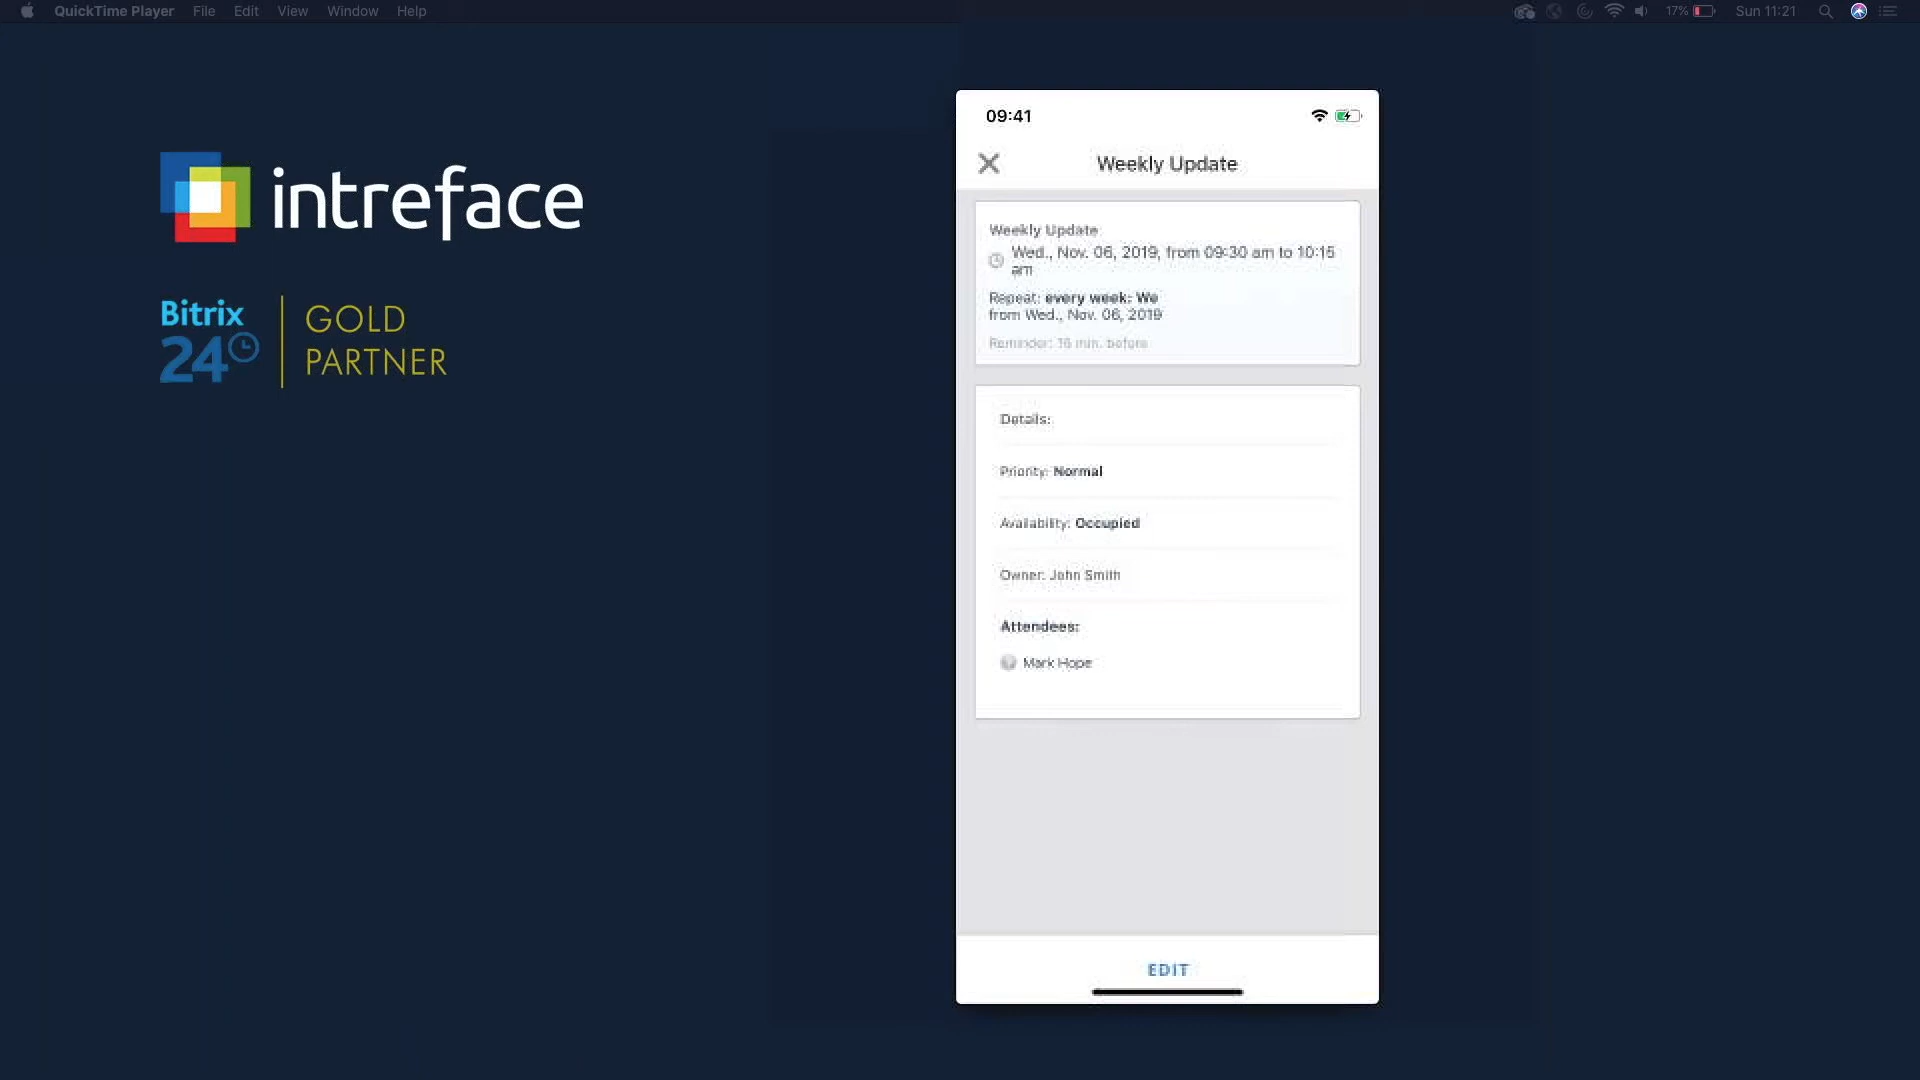 QuickTime Player File Edit View Window Help 17% Sun 11:21
intreface
Bitrix
24
GOLD
PARTNER
09:41
Weekly Update
Weekly Update
Wed., Nov. 06, 2019, from 09:30 am to 10:15
am
Repeat: every week: We
from Wed., Nov. 06, 2019
Reminder: 15 min. before
Details:
Priority: Normal
Availability: Occupied
Owner: John Smith
Attendees:
Mark Hope
EDIT